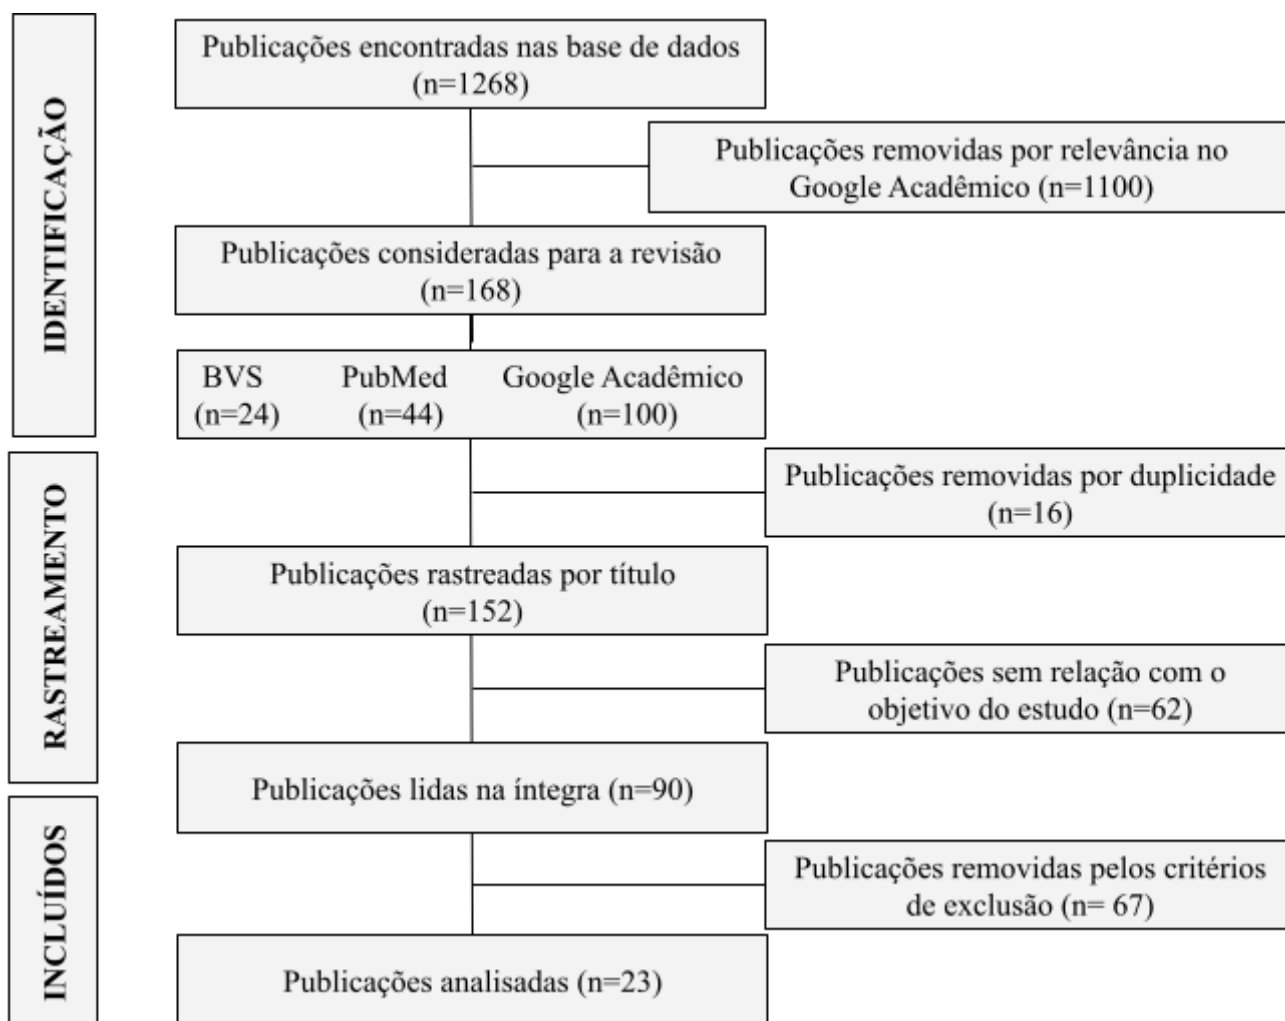 IDENTIFICAÇÃO
Publicações encontradas nas base de dados
(n=1268)
Publicações removidas por relevância no
Google Acadêmico (n=1100)
Publicações consideradas para a revisão
(n=168)
BVS PubMed Google Acadêmico
(n=24) (n=44) (n=100)
RASTREAMENTO
Publicações removidas por duplicidade
(n=16)
Publicações rastreadas por título
(n=152)
Publicações sem relação com o
objetivo do estudo (n=62)
Publicações lidas na íntegra (n=90)
INCLUÍDOS
Publicações removidas pelos critérios
de exclusão (n= 67)
Publicações analisadas (n=23)